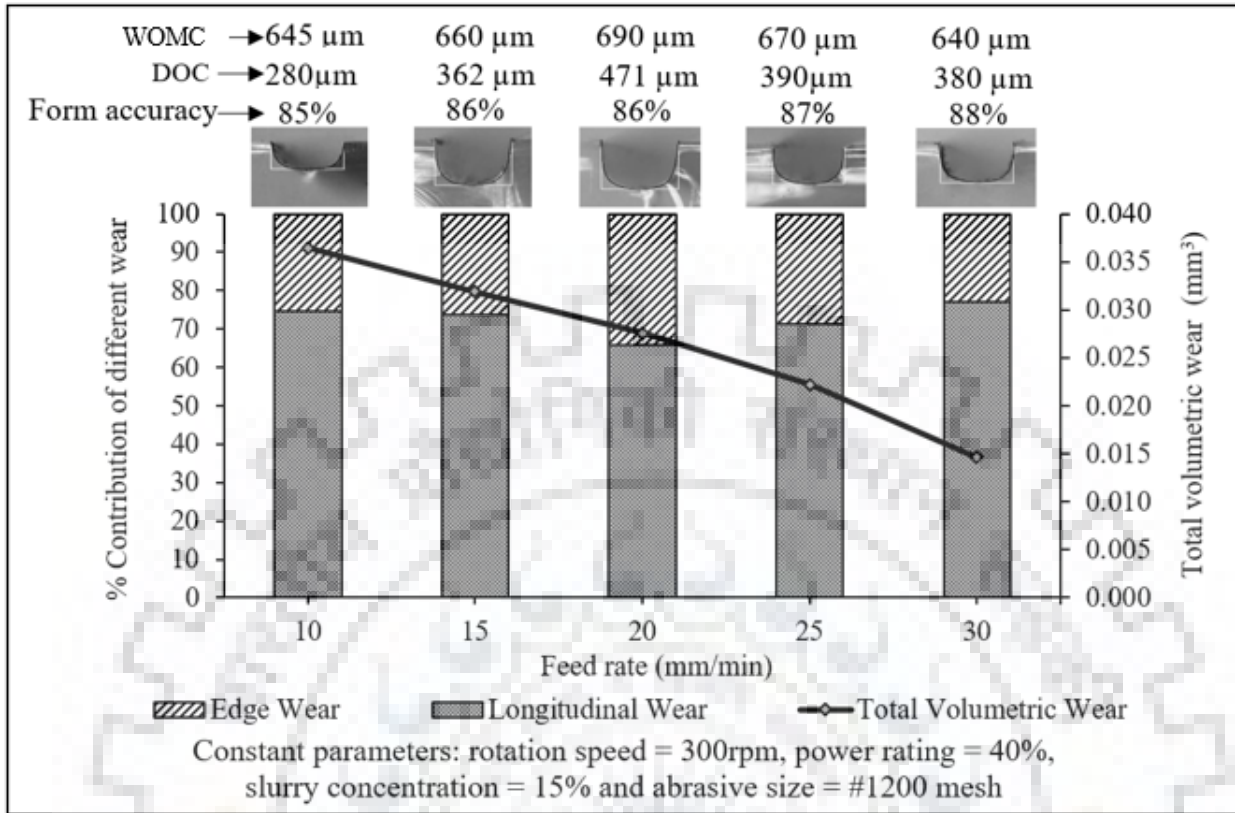 WOMC 645 µm 660 µm 690 µm 670 µm 640 µm
DOC 280µm 362 µm 471 µm 390µm 380 µm
Form accuracy 85% 86% 86% 87% 88%
% Contribution of different wear
100
90
80
70
60
50
40
30
20
10
0
0.040
0.035
0.030
0.025
0.020
0.015
0.010
0.005
0.000
Total volumetric wear (mm³)
10 15 20 25 30
Feed rate (mm/min)
Edge Wear Longitudinal Wear Total Volumetric Wear
Constant parameters: rotation speed = 300rpm, power rating = 40%,
slurry concentration = 15% and abrasive size = #1200 mesh